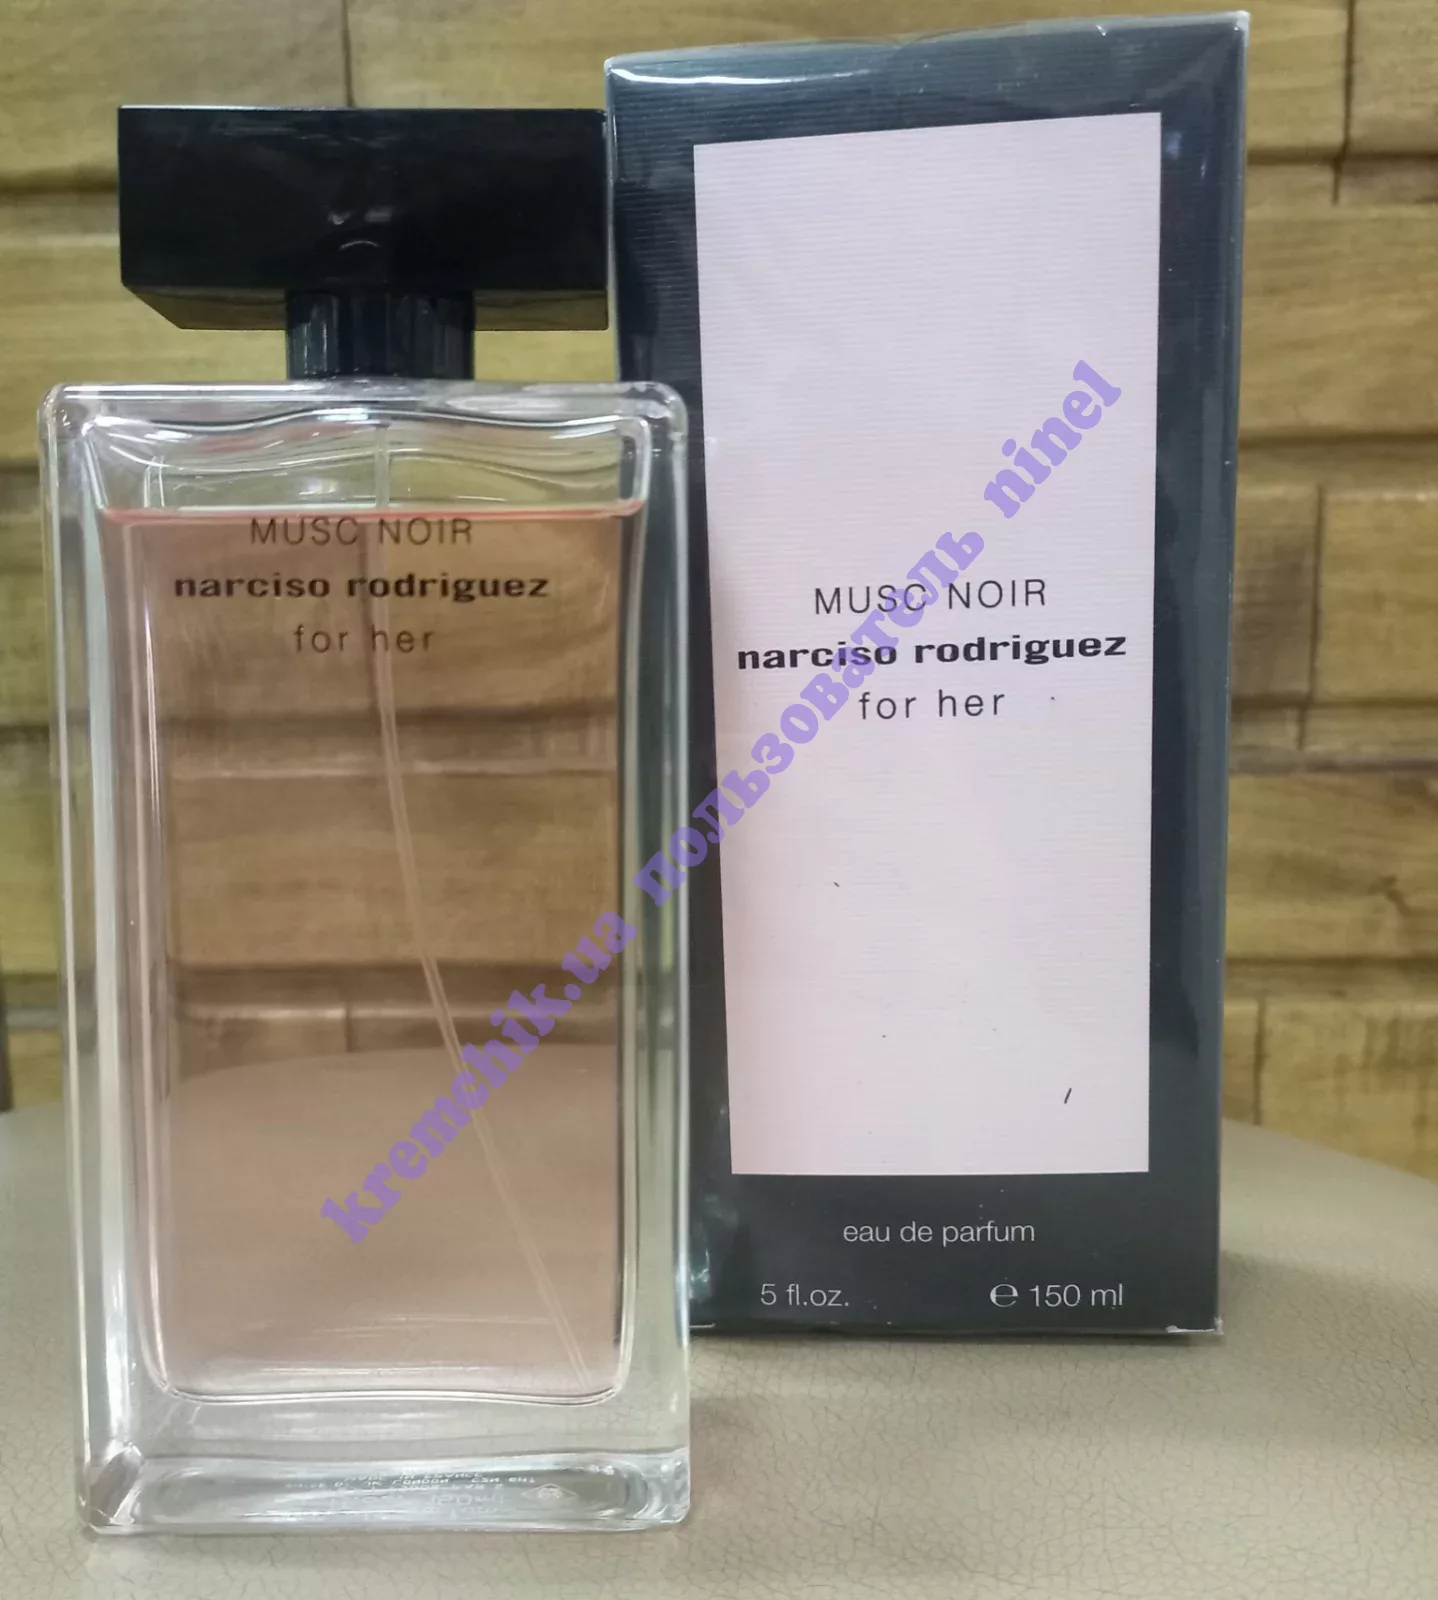 MUSC NOIR
narciso rodriguez
for her
MUSC NOIR
narciso rodriguez
for her
eau de parfum
5 fl.oz. ℮ 150 ml
kremchik.ua пользователь ninel